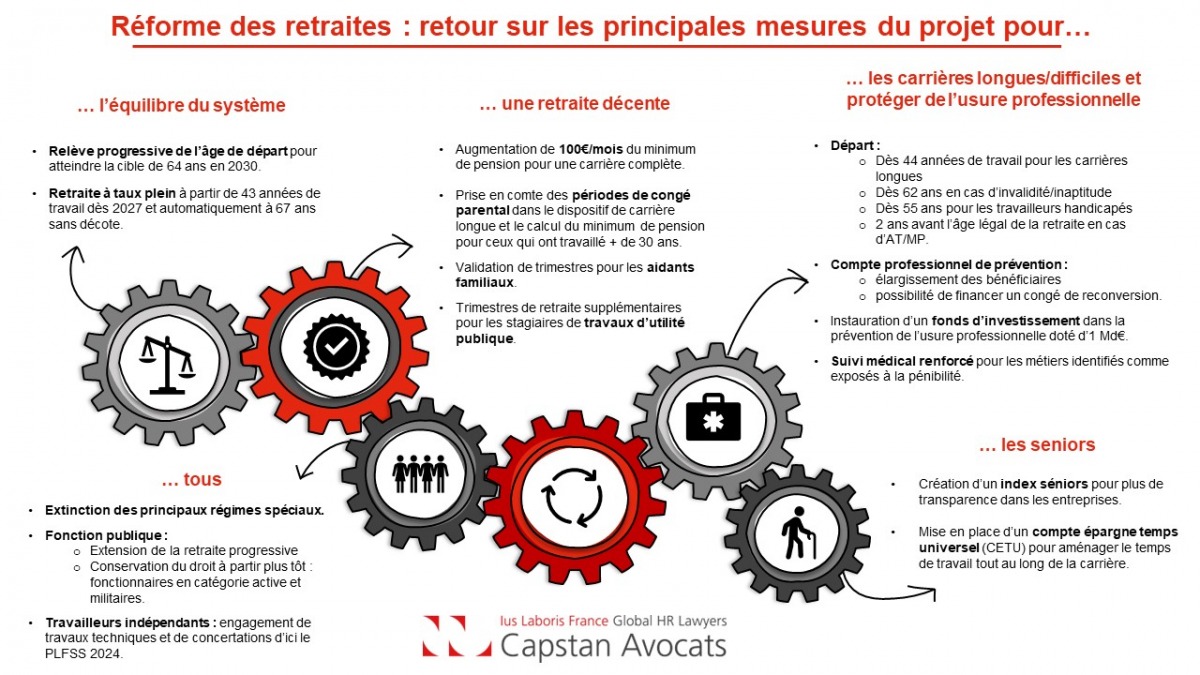 Réforme des retraites : retour sur les principales mesures du projet pour…
… l'équilibre du système
• Relève progressive de l'âge de départ pour
atteindre la cible de 64 ans en 2030.
• Retraite à taux plein à partir de 43 années de
travail dès 2027 et automatiquement à 67 ans
sans décote.
… une retraite décente
• Augmentation de 100€/mois du minimum
de pension pour une carrière complète.
• Prise en comte des périodes de congé
parental dans le dispositif de carrière
longue et le calcul du minimum de pension
pour ceux qui ont travaillé + de 30 ans.
• Validation de trimestres pour les aidants
familiaux.
• Trimestres de retraite supplémentaires
pour les stagiaires de travaux d'utilité
publique.
… les carrières longues/difficiles et
protéger de l'usure professionnelle
• Départ :
o Dès 44 années de travail pour les carrières
longues
o Dès 62 ans en cas d'invalidité/inaptitude
o Dès 55 ans pour les travailleurs handicapés
o 2 ans avant l'âge légal de la retraite en cas
d'AT/MP.
• Compte professionnel de prévention :
o élargissement des bénéficiaires
o possibilité de financer un congé de reconversion.
• Instauration d'un fonds d'investissement dans la
prévention de l'usure professionnelle doté d'1 Md€.
• Suivi médical renforcé pour les métiers identifiés comme
exposés à la pénibilité.
… tous
• Extinction des principaux régimes spéciaux.
• Fonction publique :
o Extension de la retraite progressive
o Conservation du droit à partir plus tôt :
fonctionnaires en catégorie active et
militaires.
• Travailleurs indépendants : engagement de
travaux techniques et de concertations d'ici le
PLFSS 2024.
… les seniors
• Création d'un index séniors pour plus de
transparence dans les entreprises.
• Mise en place d'un compte épargne temps
universel (CETU) pour aménager le temps
de travail tout au long de la carrière.
Ius Laboris France Global HR Lawyers
Capstan Avocats